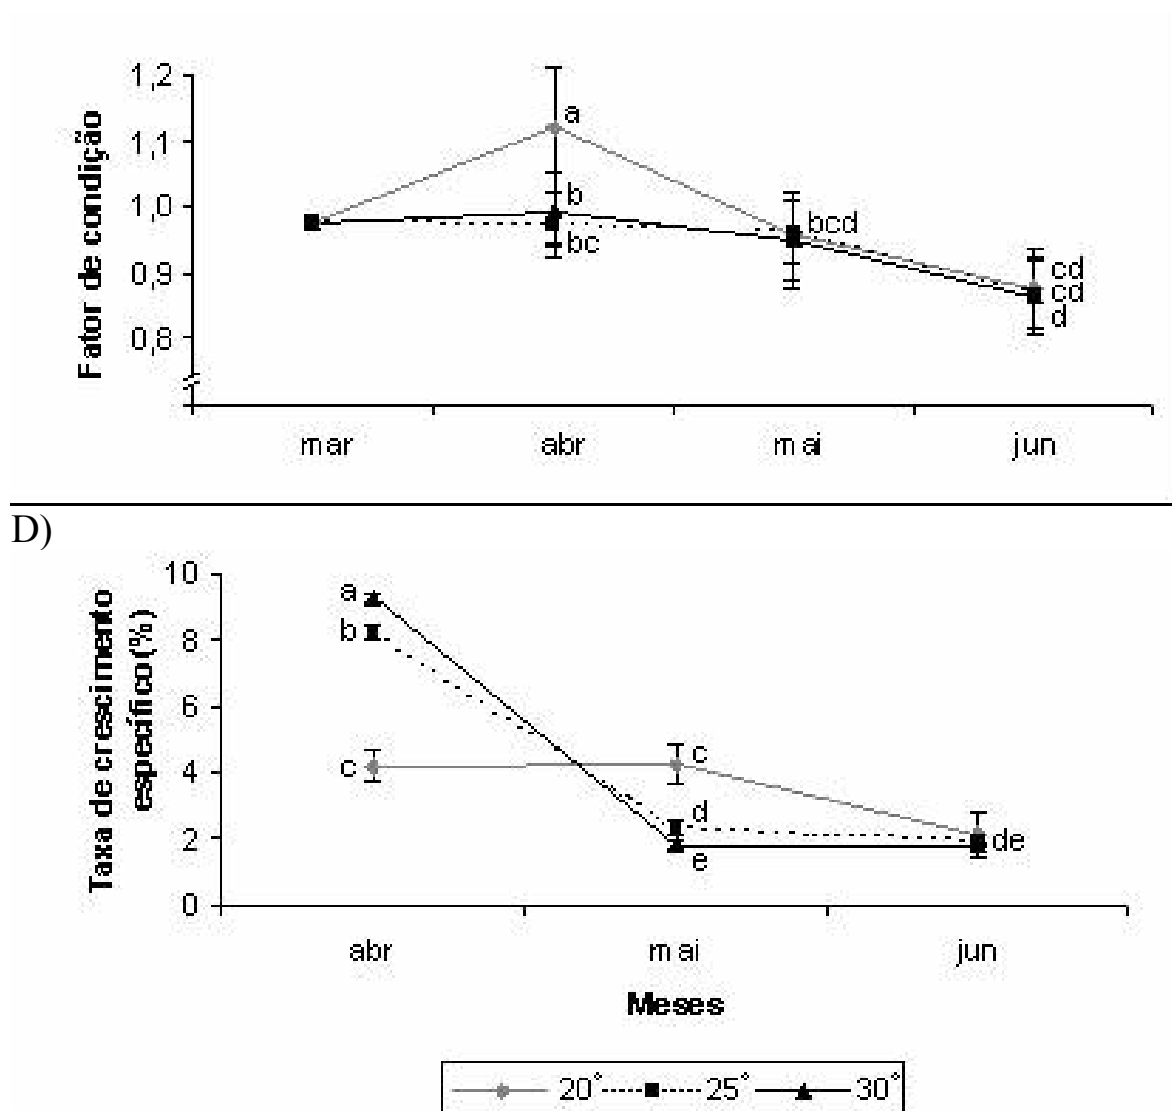 Fator de condição
1,2
1,1
1,0
0,9
0,8
a
b
bc
bcd
cd
cd
d
mar abr mai jun
D)
Taxa de crescimento
específico (%)
10
8
6
4
2
0
a
b
c
c
d
e
de
abr mai jun
Meses
20° 25° 30°